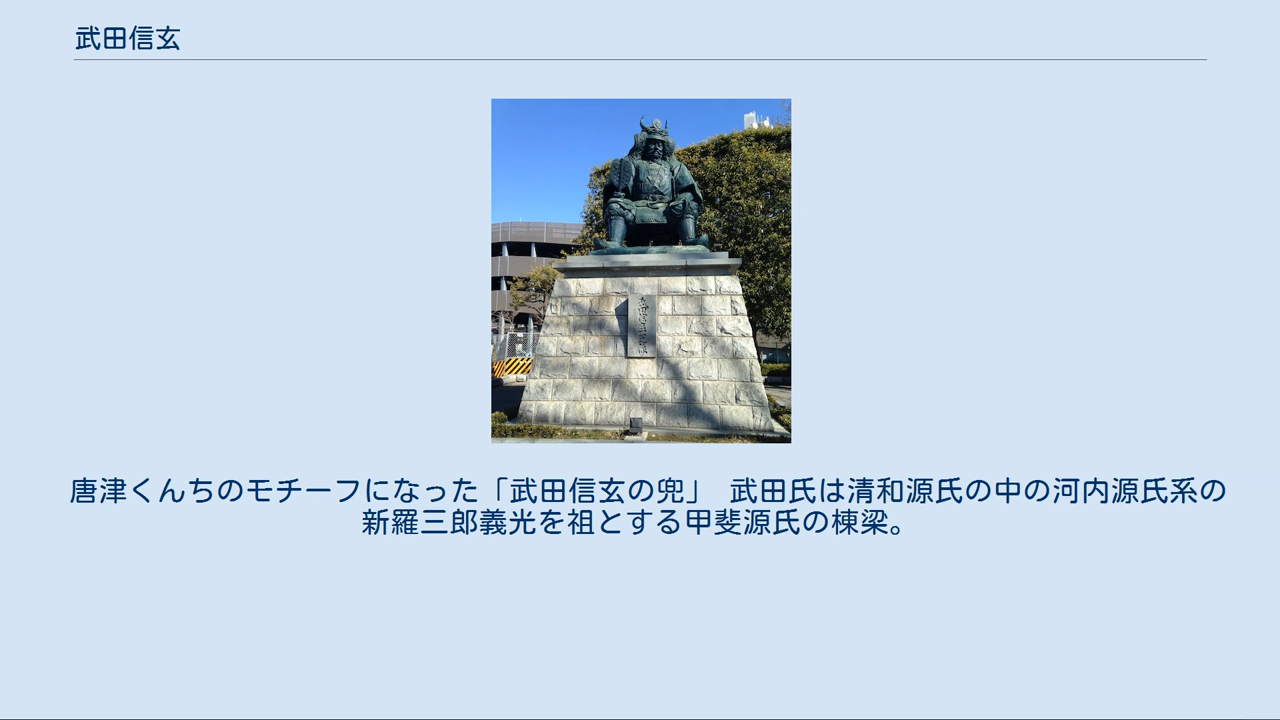 武田信玄
唐津くんちのモチーフになった「武田信玄の兜」 武田氏は清和源氏の中の河内源氏系の
新羅三郎義光を祖とする甲斐源氏の棟梁。